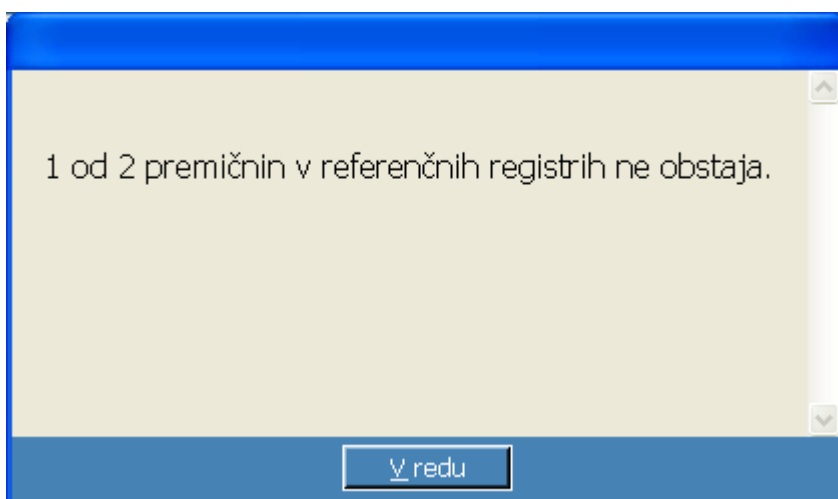 1 od 2 premičnin v referenčnih registrih ne obstaja.
V redu